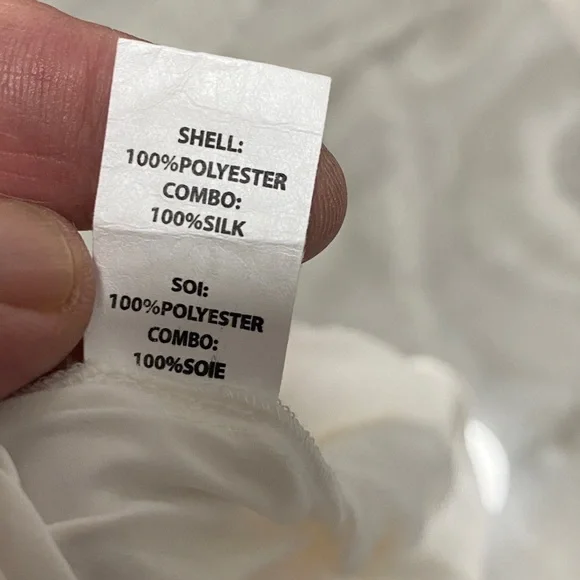 SHELL:
100%POLYESTER
COMBO:
100%SILK
SOI:
100%POLYESTER
COMBO:
100%SOIE